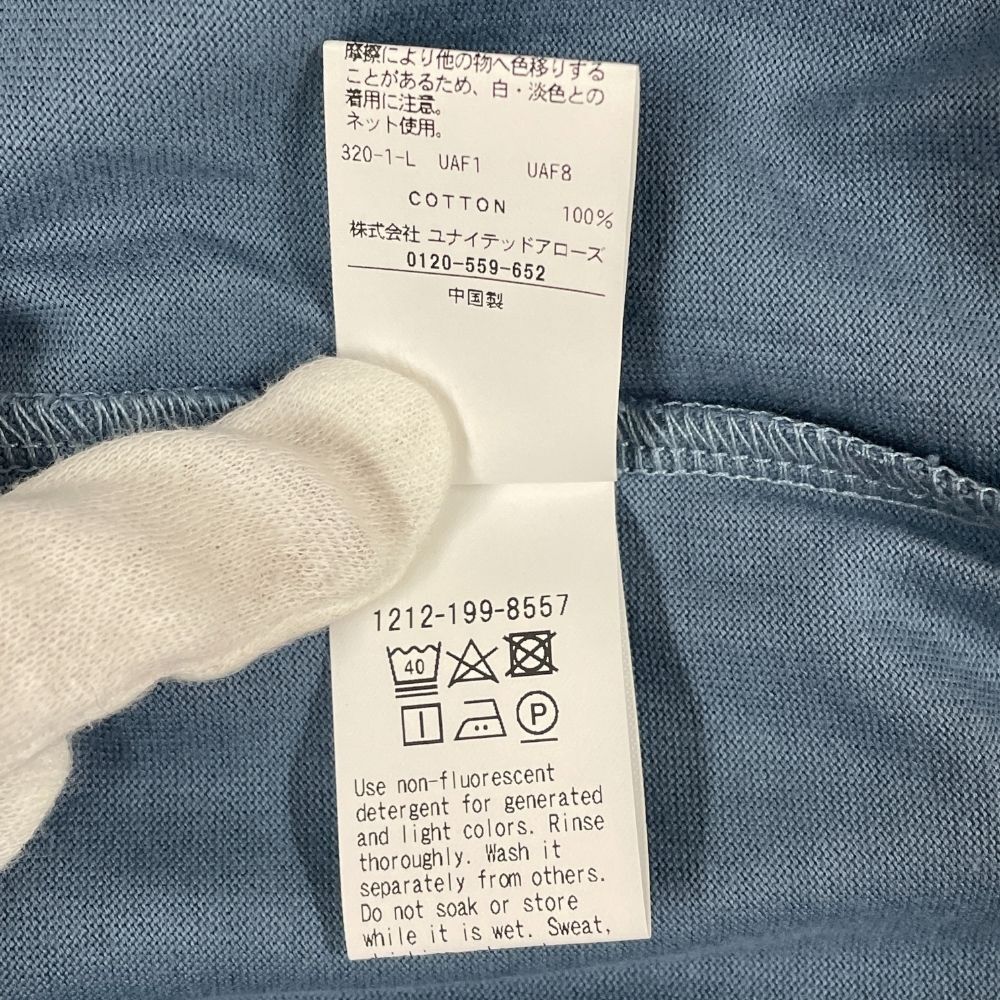 摩擦により他の物へ色移りする
ことがあるため、白・淡色との
着用に注意。
ネット使用。
320-1-L UAF1 UAF8
COTTON 100%
株式会社 ユナイテッドアローズ
0120-559-652
中国製
1212-199-8557
40
P
Use non-fluorescent
detergent for generated
and light colors. Rinse
thoroughly. Wash it
separately from others.
Do not soak or store
while it is wet. Sweat,